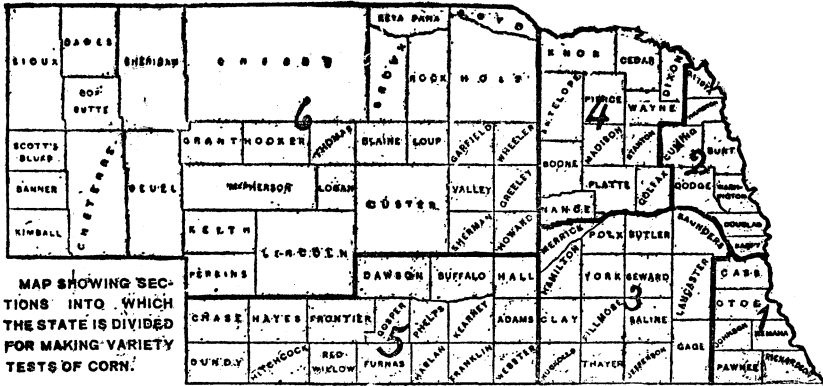 KEYA PAHA BOYD
SIOUX DAWES SHERIDAN CHERRY BROWN ROCK HOLT KNOX CEDAR DIXON
BOX
BUTTE
6 ANTELOPE PIERCE 4 WAYNE
SCOTT'S
BLUFF
GRANT HOOKER THOMAS BLAINE LOUP GARFIELD WHEELER BOONE MADISON STANTON CUMING 2 BURT
BANNER CHEYENNE DEUEL McPHERSON LOGAN CUSTER VALLEY GREELEY PLATTE COLFAX DODGE WASH-
INGTON
KIMBALL KEITH LINCOLN SHERMAN HOWARD NANCE MERRICK POLK BUTLER SAUNDERS DOUGLAS
SARPY
PERKINS DAWSON BUFFALO HALL HAMILTON YORK SEWARD LANCASTER CASS
OTOE
CHASE HAYES FRONTIER GOSPER PHELPS KEARNEY ADAMS CLAY FILLMORE 3 SALINE JOHNSON NEMAHA 1
5
DUNDY HITCHCOCK RED
WILLOW FURNAS HARLAN FRANKLIN WEBSTER NUCKOLLS THAYER JEFFERSON GAGE PAWNEE RICHARDSON
MAP SHOWING SEC-
TIONS INTO WHICH
THE STATE IS DIVIDED
FOR MAKING VARIETY
TESTS OF CORN.